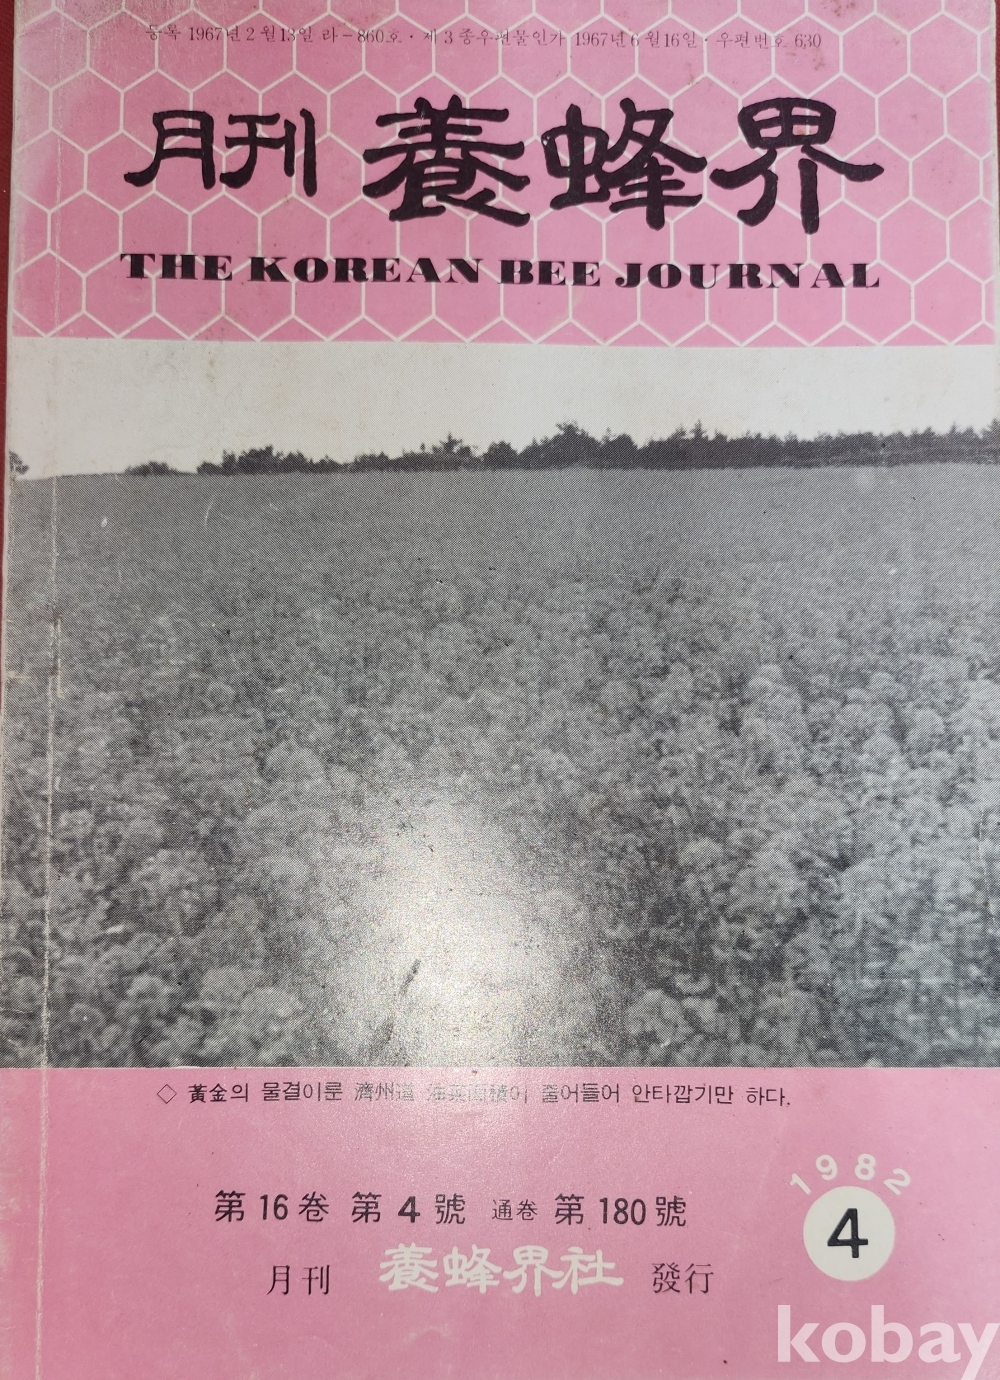 등록 1967년 2월 13일 라-860호 · 제3종우편물인가 1967년 6월 16일 · 우편번호 630
月刊 養蜂界
THE KOREAN BEE JOURNAL
◇ 黃金의 물결이룬 濟州道 油菜面積이 줄어들어 안타깝기만 하다.
1982
第16卷 第4號 通卷 第180號
4
月刊 養蜂界社 發行
kobay